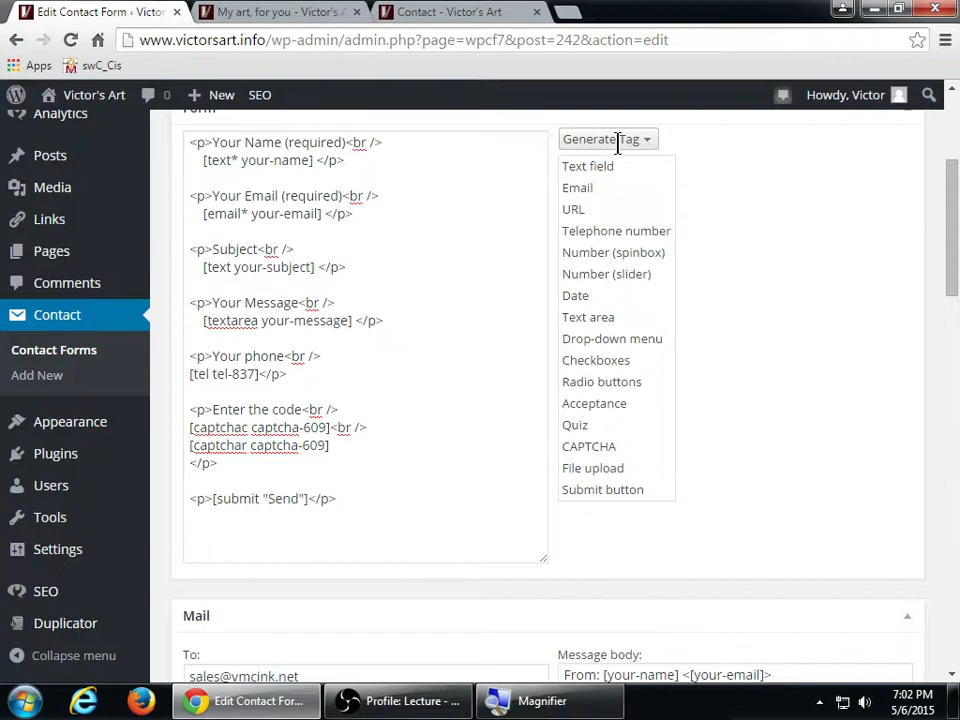 Edit Contact Form ‹ Victor
My art, for you - Victor's A
Contact - Victor's Art
www.victorsart.info/wp-admin/admin.php?page=wpcf7&post=242&action=edit
Apps swC_Cis
Victor's Art 0 + New SEO Howdy, Victor
Analytics
Posts
Media
Links
Pages
Comments
Contact
Contact Forms
Add New
Appearance
Plugins
Users
Tools
Settings
SEO
Duplicator
Collapse menu
Form
<p>Your Name (required)<br />
[text* your-name] </p>
<p>Your Email (required)<br />
[email* your-email] </p>
<p>Subject<br />
[text your-subject] </p>
<p>Your Message<br />
[textarea your-message] </p>
<p>Your phone<br />
[tel tel-837]</p>
<p>Enter the code<br />
[captchac captcha-609]<br />
[captchar captcha-609]
</p>
<p>[submit "Send"]</p>
Generate Tag
Text field
Email
URL
Telephone number
Number (spinbox)
Number (slider)
Date
Text area
Drop-down menu
Checkboxes
Radio buttons
Acceptance
Quiz
CAPTCHA
File upload
Submit button
Mail
To:
sales@vmcink.net
Message body:
From: [your-name] <[your-email]>
Edit Contact For...
Profile: Lecture - ...
Magnifier
7:02 PM
5/6/2015